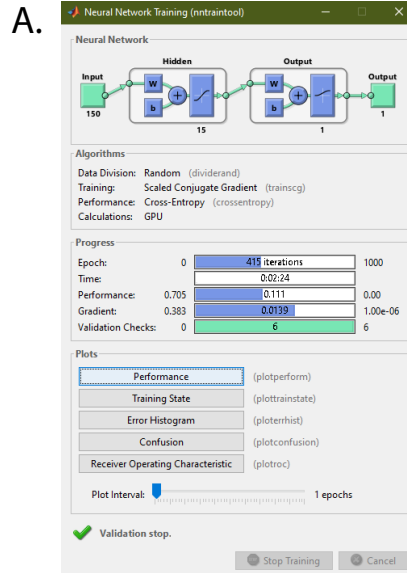 A.
Neural Network Training (nntraintool)
Neural Network
Hidden Output
Input Output
W W
+ +
b b
150 1
15 1
Algorithms
Data Division: Random (dividerand)
Training: Scaled Conjugate Gradient (trainscg)
Performance: Cross-Entropy (crossentropy)
Calculations: GPU
Progress
Epoch: 0 415 iterations 1000
Time: 0:02:24
Performance: 0.705 0.111 0.00
Gradient: 0.383 0.0139 1.00e-06
Validation Checks: 0 6 6
Plots
Performance (plotperform)
Training State (plottrainstate)
Error Histogram (ploterrhist)
Confusion (plotconfusion)
Receiver Operating Characteristic (plotroc)
Plot Interval: 1 epochs
Validation stop.
Stop Training Cancel